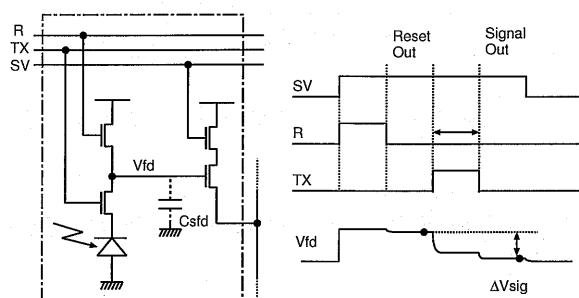 R
TX
SV
Vfd
Csfd
Reset
Out
Signal
Out
SV
R
TX
Vfd
ΔVsig